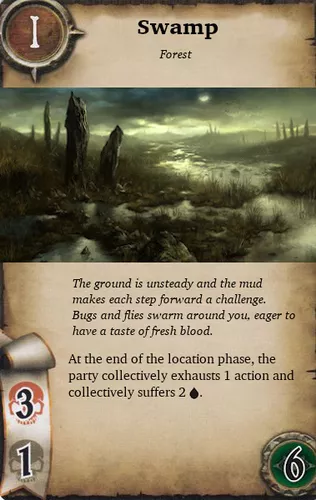 I
Swamp
Forest
The ground is unsteady and the mud
makes each step forward a challenge.
Bugs and flies swarm around you, eager to
have a taste of fresh blood.
At the end of the location phase, the
party collectively exhausts 1 action and
collectively suffers 2 .
3
1
6